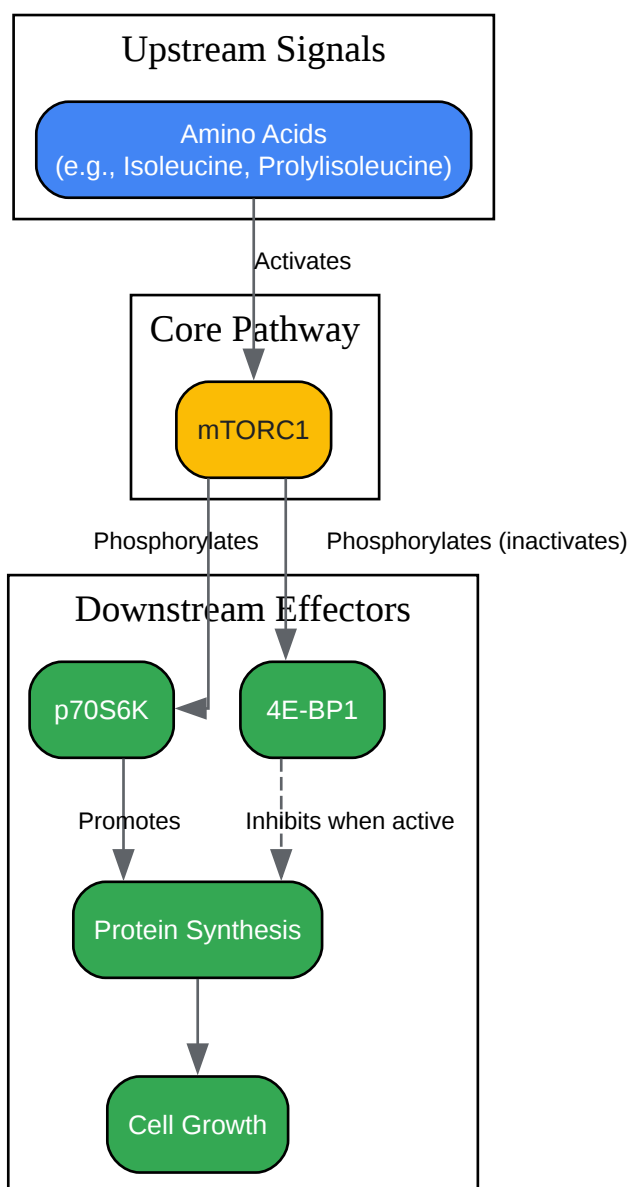 Upstream Signals
Amino Acids
(e.g., Isoleucine, Prolylisoleucine)
Activates
Core Pathway
mTORC1
Phosphorylates
Phosphorylates (inactivates)
Downstream Effectors
p70S6K
4E-BP1
Promotes
Inhibits when active
Protein Synthesis
Cell Growth